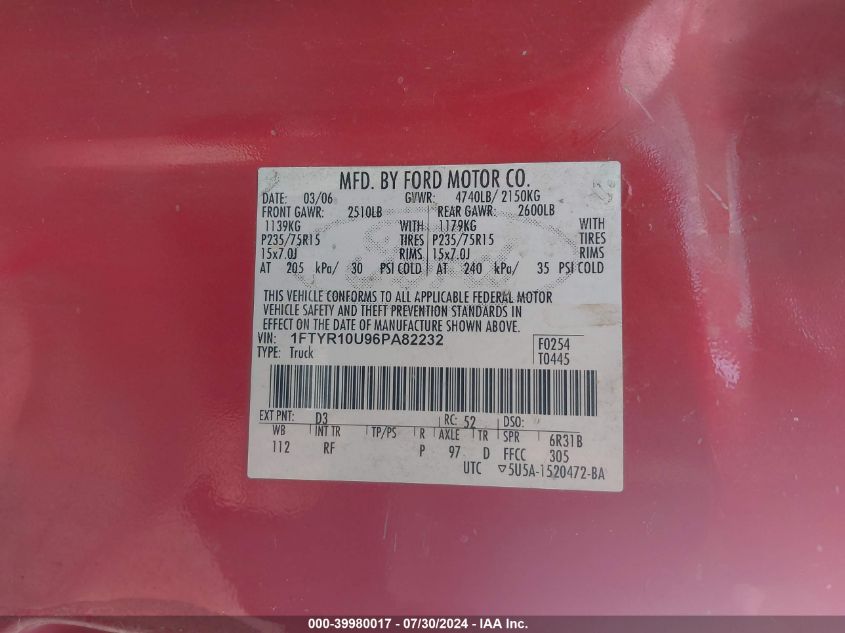 MFD. BY FORD MOTOR CO.
DATE: 03/06 GVWR: 4740LB/ 2150KG
FRONT GAWR: 2510LB REAR GAWR: 2600LB
1139KG WITH 1179KG WITH
P235/75R15 TIRES P235/75R15 TIRES
15x7.0J RIMS 15x7.0J RIMS
AT 205 kPa/ 30 PSI COLD AT 240 kPa/ 35 PSI COLD
THIS VEHICLE CONFORMS TO ALL APPLICABLE FEDERAL MOTOR
VEHICLE SAFETY AND THEFT PREVENTION STANDARDS IN
EFFECT ON THE DATE OF MANUFACTURE SHOWN ABOVE.
VIN: 1FTYR10U96PA82232 F0254
TYPE: Truck T0445
EXT PNT: D3 RC: 52 DSO:
WB INT TR TP/PS R AXLE TR SPR 6R31B
112 RF P 97 D FFCC 305
UTC ▽5U5A-1520472-BA
000-39980017 / 07/30/2024 - IAA Inc.